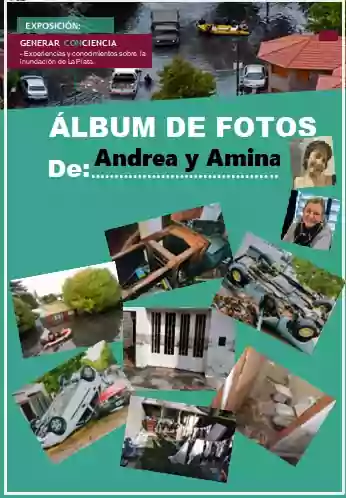 EXPOSICIÓN:
GENERAR CONCIENCIA
- Experiencias y conocimientos sobre la
inundación de La Plata.
ÁLBUM DE FOTOS
De: Andrea y Amina